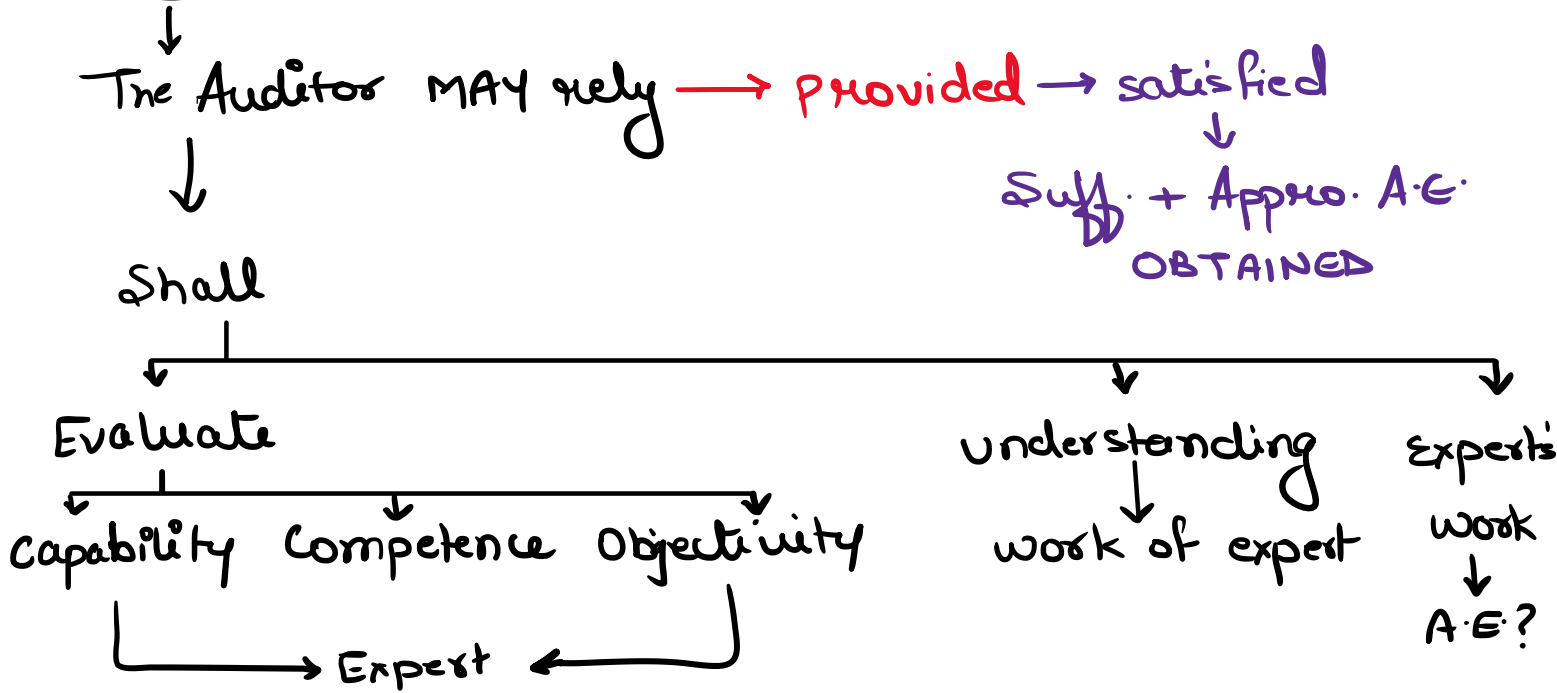 The Auditor MAY rely → provided → satisfied
Suff. + Appro. A.E.
OBTAINED
Shall
Evaluate
Capability Competence Objectivity
Expert
understanding
work of expert
Expert's
work
A.E.?